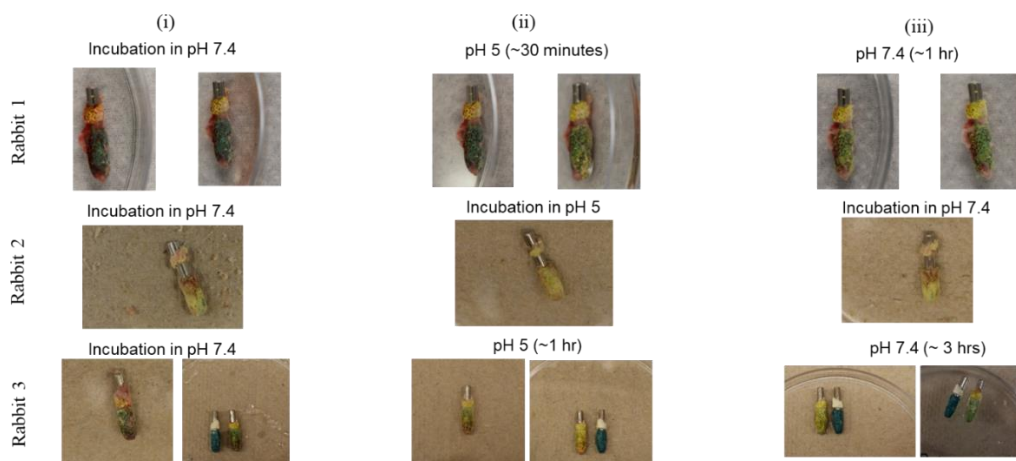 (i)
(ii)
(iii)
Rabbit 1
Incubation in pH 7.4
pH 5 (~30 minutes)
pH 7.4 (~1 hr)
Rabbit 2
Incubation in pH 7.4
Incubation in pH 5
Incubation in pH 7.4
Rabbit 3
Incubation in pH 7.4
pH 5 (~1 hr)
pH 7.4 (~ 3 hrs)